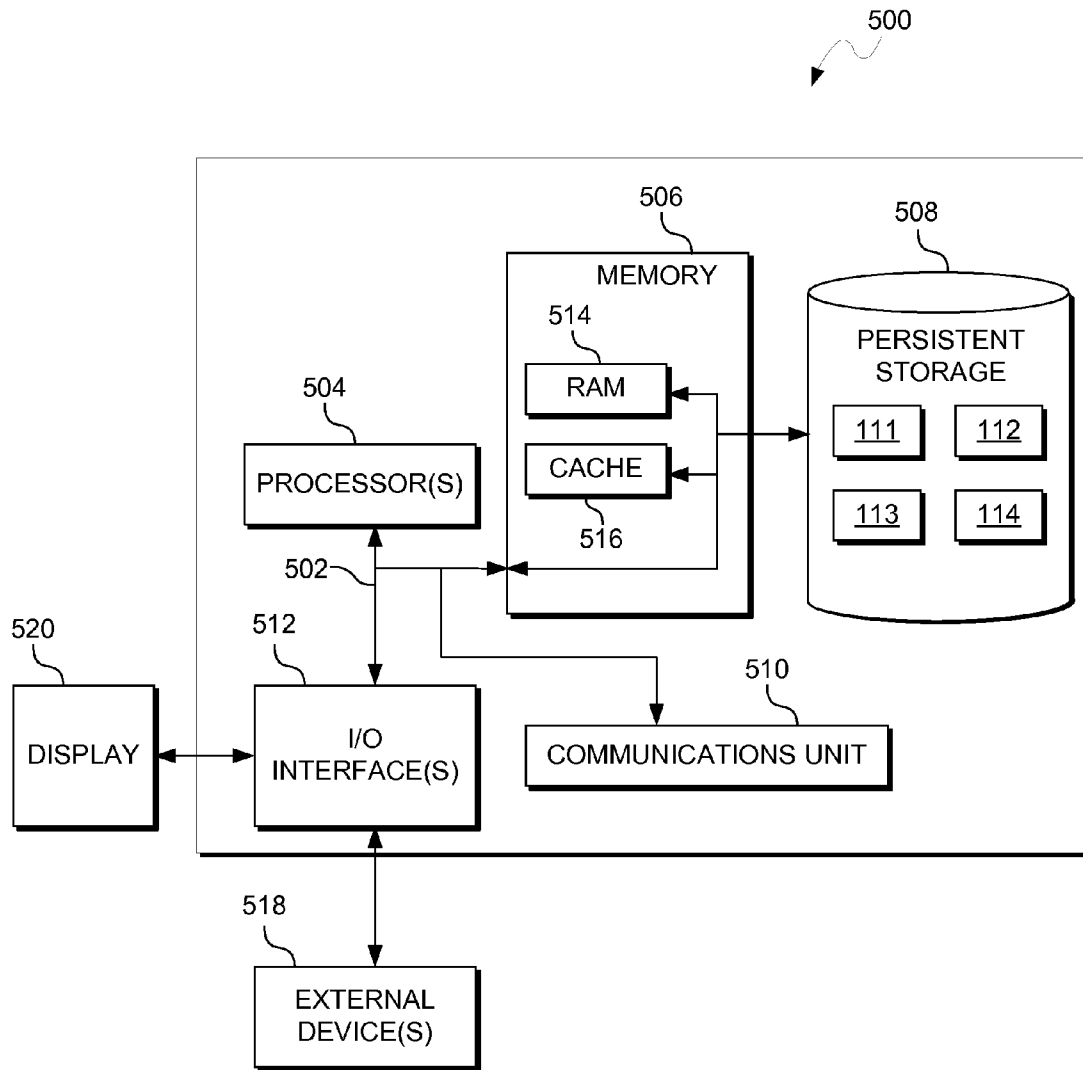 500
506
508
MEMORY
514
RAM
PERSISTENT
STORAGE
504
111
112
PROCESSOR(S)
CACHE
516
113
114
502
520
512
510
DISPLAY
I/O
INTERFACE(S)
COMMUNICATIONS UNIT
518
EXTERNAL
DEVICE(S)